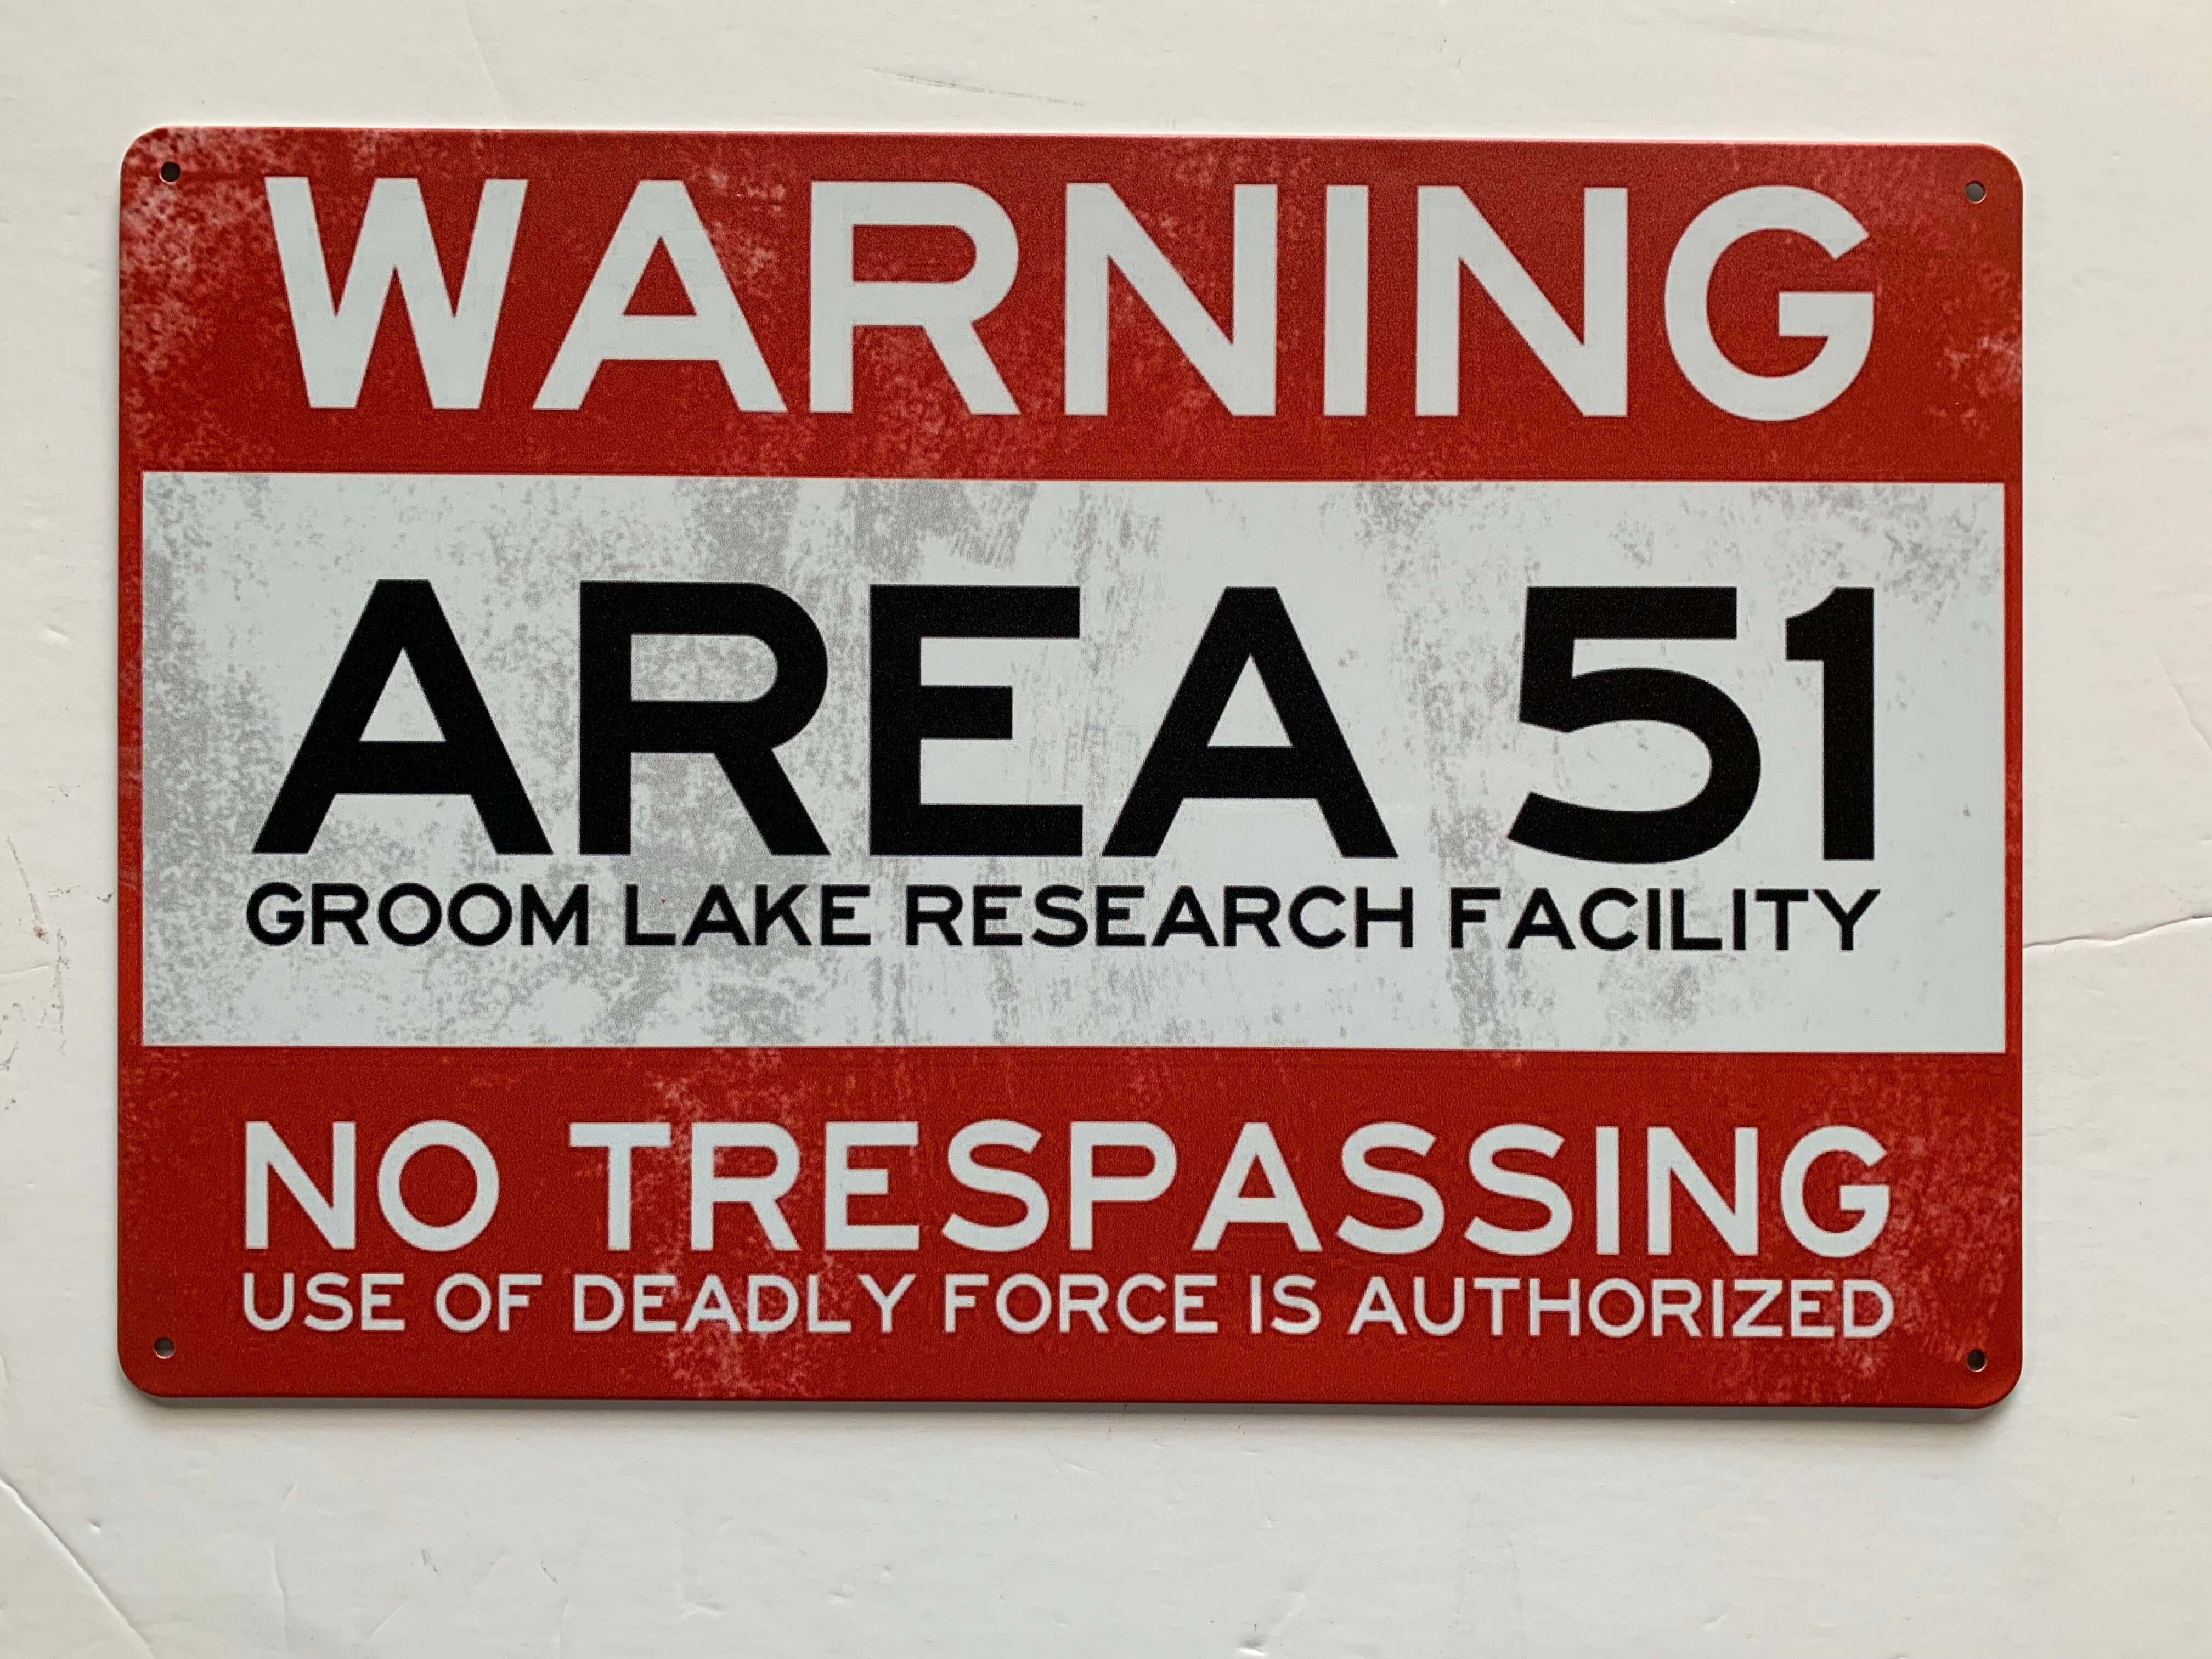 WARNING
AREA 51
GROOM LAKE RESEARCH FACILITY
NO TRESPASSING
USE OF DEADLY FORCE IS AUTHORIZED